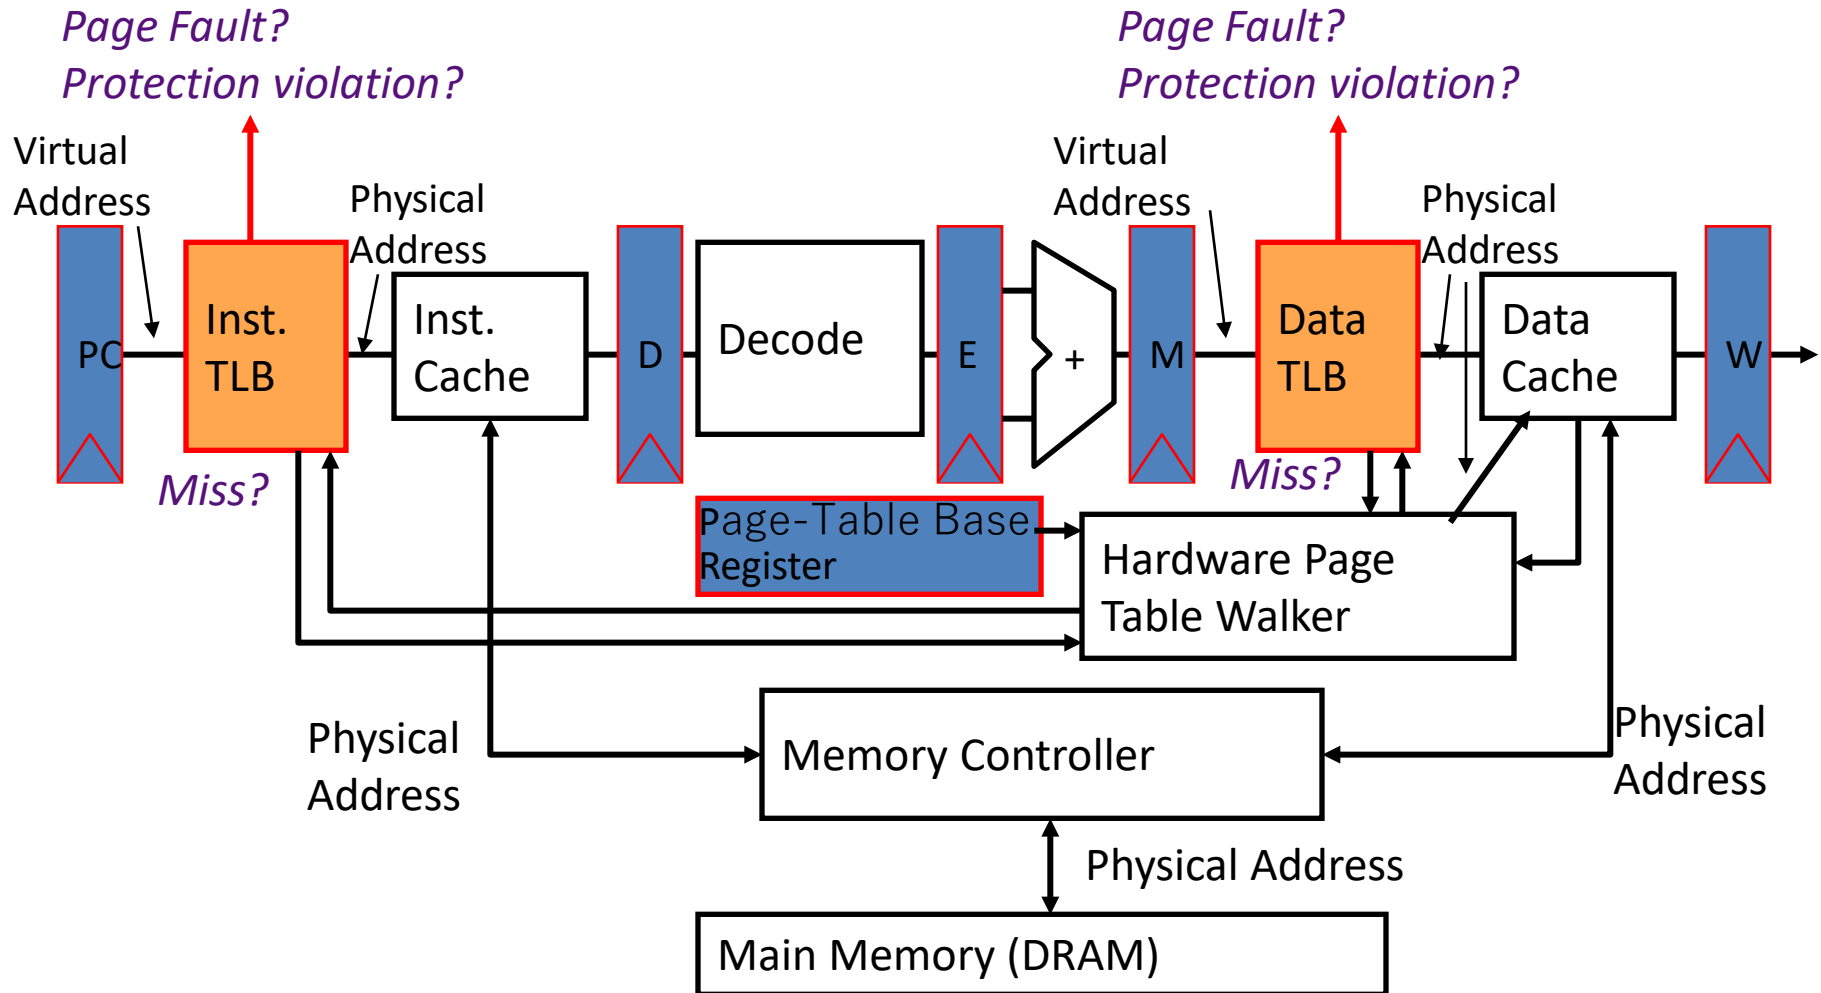 Page Fault?
Protection violation?
Page Fault?
Protection violation?
Virtual
Address
Physical
Address
Virtual
Address
Physical
Address
PC
Inst.
TLB
Inst.
Cache
D
Decode
E
+
M
Data
TLB
Data
Cache
W
Miss?
Miss?
Page-Table Base
Register
Hardware Page
Table Walker
Physical
Address
Memory Controller
Physical
Address
Physical Address
Main Memory (DRAM)